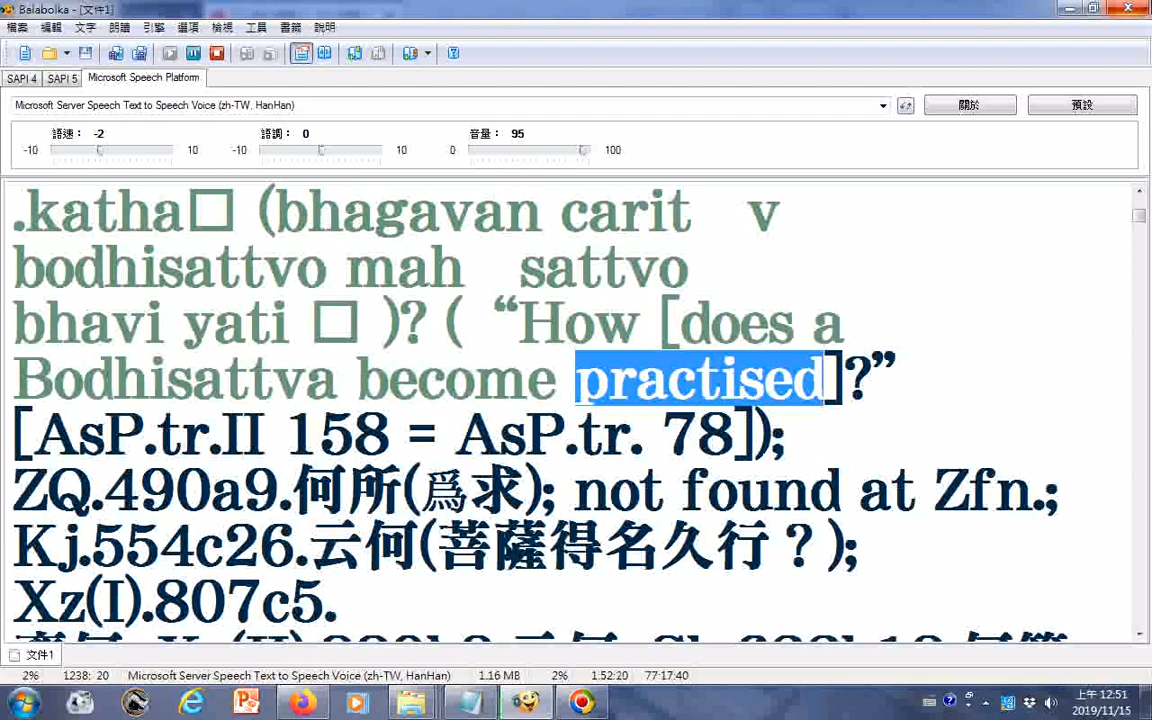 Balabolka - [文件1]
檔案 編輯 文字 朗讀 引擎 選項 檢視 工具 書籤 說明
SAPI 4 SAPI 5 Microsoft Speech Platform
Microsoft Server Speech Text to Speech Voice (zh-TW, HanHan) 關於 預設
語速： -2 語調： 0 音量： 95
-10 10 -10 10 0 100
.katha□ (bhagavan carit v
bodhisattvo mah sattvo
bhavi yati □ )? ( “How [does a
Bodhisattva become practised]?”
[AsP.tr.II 158 = AsP.tr. 78]);
ZQ.490a9.何所(爲求); not found at Zfn.;
Kj.554c26.云何(菩薩得名久行？);
Xz(I).807c5.
文件1
2% 1238: 20 Microsoft Server Speech Text to Speech Voice (zh-TW, HanHan) 1.16 MB 2% 1:52:20 77:17:40
上午 12:51
2019/11/15